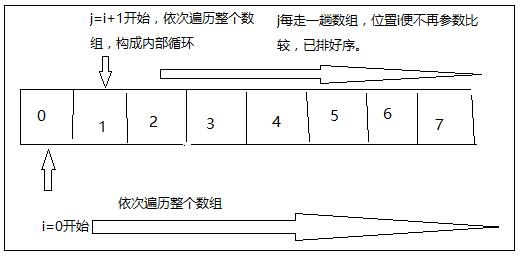 j=i+1开始，依次遍历整个数
组，构成内部循环
j每走一趟数组，位置i便不再参数比
较，已排好序。
0 1 2 3 4 5 6 7
依次遍历整个数组
i=0开始